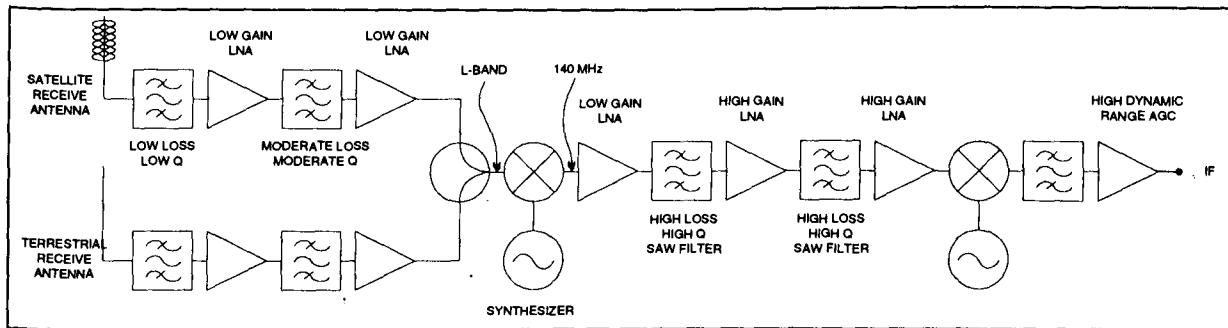 LOW GAIN
LNA
LOW GAIN
LNA
SATELLITE
RECEIVE
ANTENNA
LOW LOSS
LOW Q
MODERATE LOSS
MODERATE Q
L-BAND
140 MHz
LOW GAIN
LNA
HIGH GAIN
LNA
HIGH GAIN
LNA
HIGH DYNAMIC
RANGE AGC
IF
HIGH LOSS
HIGH Q
SAW FILTER
HIGH LOSS
HIGH Q
SAW FILTER
TERRESTRIAL
RECEIVE
ANTENNA
SYNTHESIZER